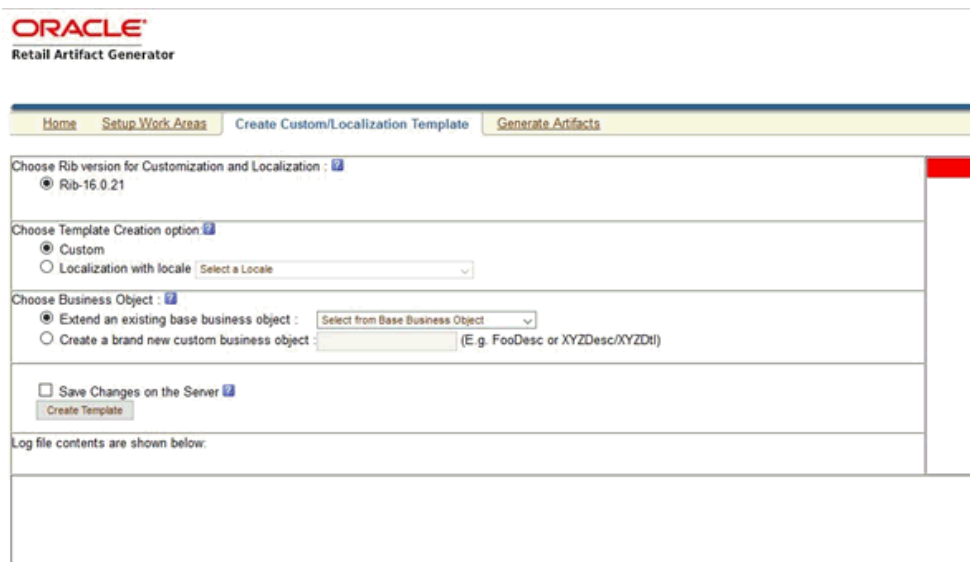 ORACLE
Retail Artifact Generator
Home Setup Work Areas Create Custom/Localization Template Generate Artifacts
Choose Rib version for Customization and Localization : ?
Rib-16.0.21
Choose Template Creation option: ?
Custom
Localization with locale Select a Locale
Choose Business Object : ?
Extend an existing base business object : Select from Base Business Object
Create a brand new custom business object : (E.g. FooDesc or XYZDesc/XYZDtl)
Save Changes on the Server ?
Create Template
Log file contents are shown below: